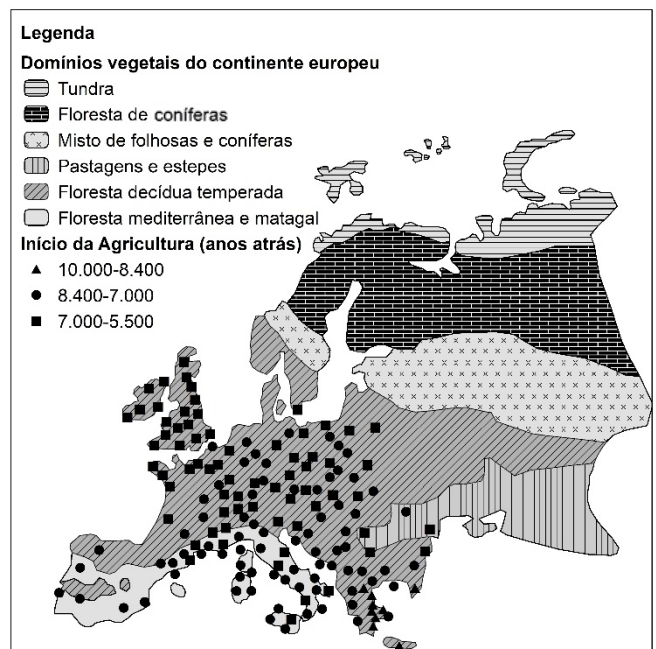 Legenda
Domínios vegetais do continente europeu
Tundra
Floresta de coníferas
Misto de folhosas e coníferas
Pastagens e estepes
Floresta decídua temperada
Floresta mediterrânea e matagal
Início da Agricultura (anos atrás)
10.000-8.400
8.400-7.000
7.000-5.500